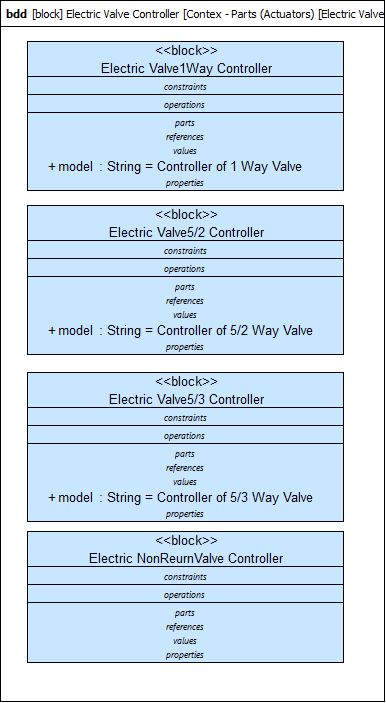 bdd [block] Electric Valve Controller [Contex - Parts (Actuators) [Electric Valve
<<block>>
Electric Valve1Way Controller
constraints
operations
parts
references
values
+ model : String = Controller of 1 Way Valve
properties
<<block>>
Electric Valve5/2 Controller
constraints
operations
parts
references
values
+ model : String = Controller of 5/2 Way Valve
properties
<<block>>
Electric Valve5/3 Controller
constraints
operations
parts
references
values
+ model : String = Controller of 5/3 Way Valve
properties
<<block>>
Electric NonReurnValve Controller
constraints
operations
parts
references
values
properties